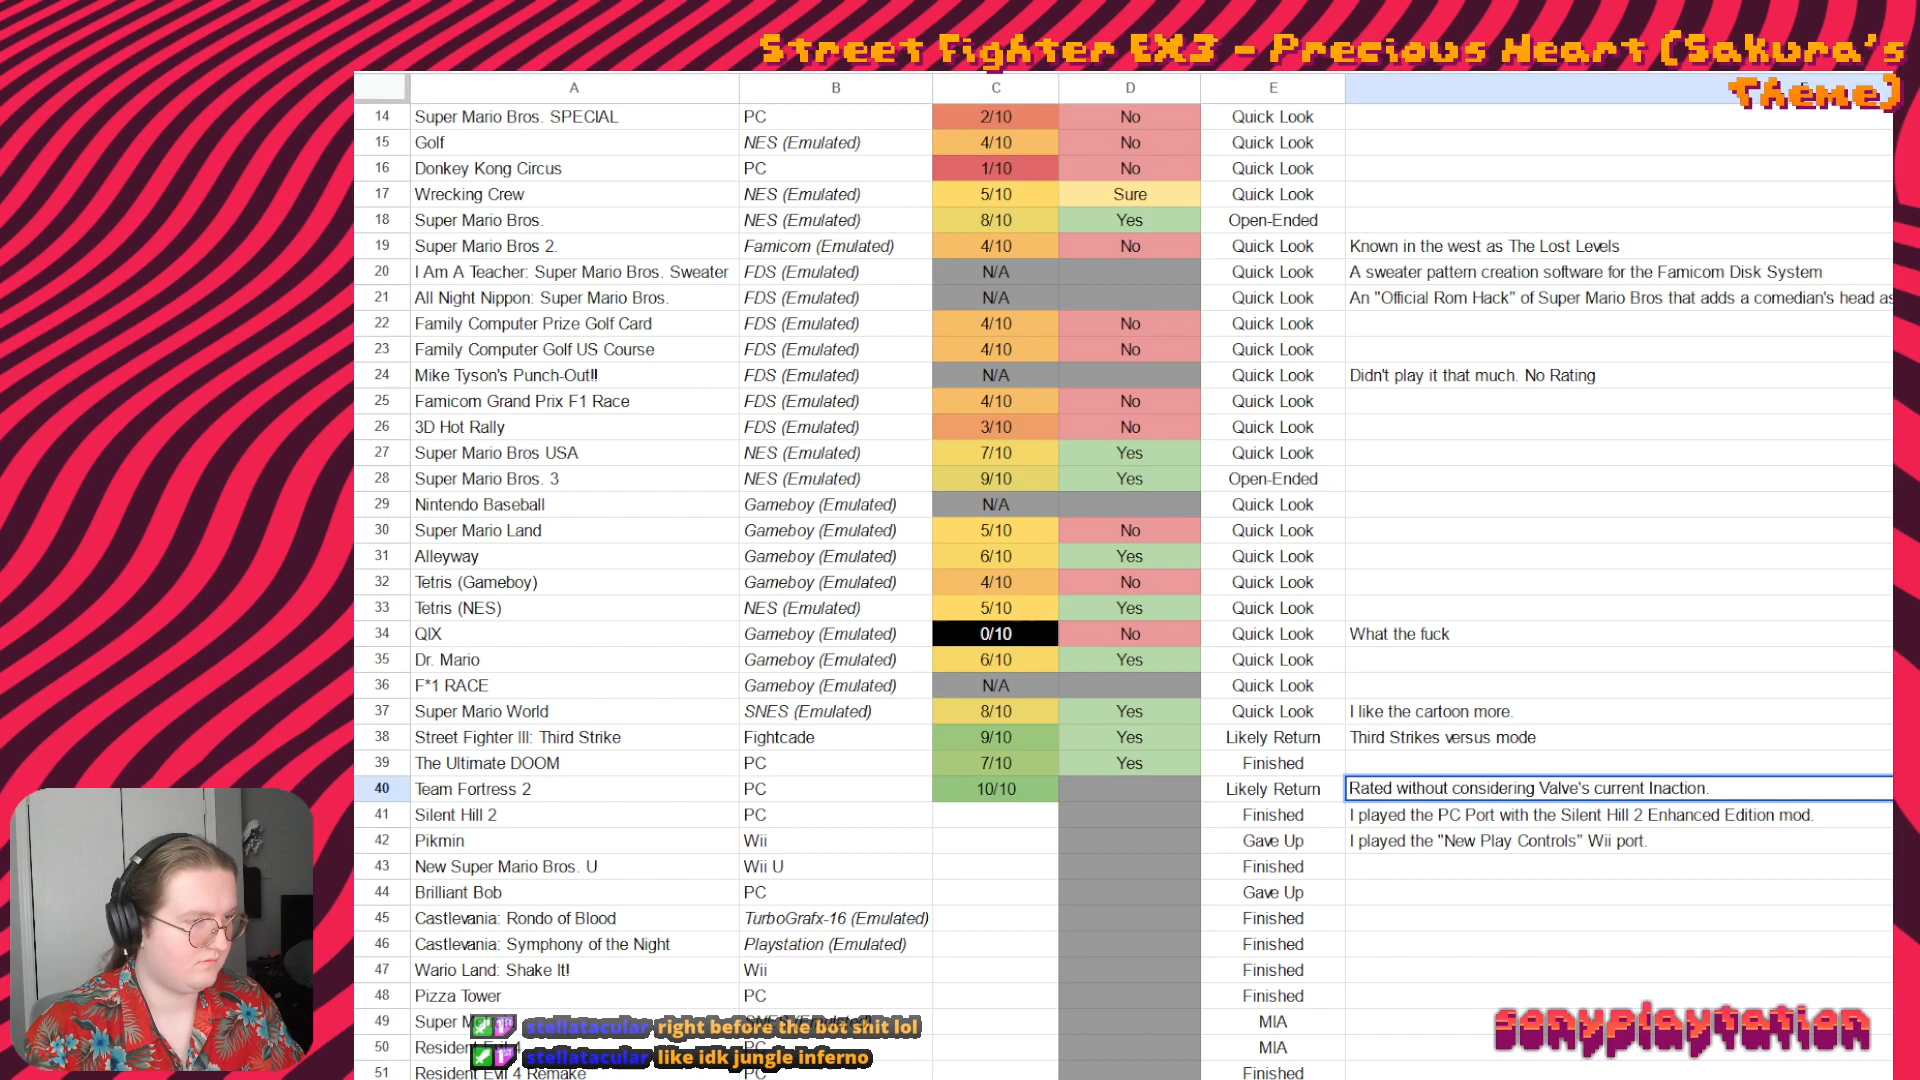 Street Fighter EX3 - Precious Heart (Sakura's
Theme)
A B C D E
14 Super Mario Bros. SPECIAL PC 2/10 No Quick Look
15 Golf NES (Emulated) 4/10 No Quick Look
16 Donkey Kong Circus PC 1/10 No Quick Look
17 Wrecking Crew NES (Emulated) 5/10 Sure Quick Look
18 Super Mario Bros. NES (Emulated) 8/10 Yes Open-Ended
19 Super Mario Bros 2. Famicom (Emulated) 4/10 No Quick Look Known in the west as The Lost Levels
20 I Am A Teacher: Super Mario Bros. Sweater FDS (Emulated) N/A Quick Look A sweater pattern creation software for the Famicom Disk System
21 All Night Nippon: Super Mario Bros. FDS (Emulated) N/A Quick Look An "Official Rom Hack" of Super Mario Bros that adds a comedian's head as
22 Family Computer Prize Golf Card FDS (Emulated) 4/10 No Quick Look
23 Family Computer Golf US Course FDS (Emulated) 4/10 No Quick Look
24 Mike Tyson's Punch-Out!! FDS (Emulated) N/A Quick Look Didn't play it that much. No Rating
25 Famicom Grand Prix F1 Race FDS (Emulated) 4/10 No Quick Look
26 3D Hot Rally FDS (Emulated) 3/10 No Quick Look
27 Super Mario Bros USA NES (Emulated) 7/10 Yes Quick Look
28 Super Mario Bros. 3 NES (Emulated) 9/10 Yes Open-Ended
29 Nintendo Baseball Gameboy (Emulated) N/A Quick Look
30 Super Mario Land Gameboy (Emulated) 5/10 No Quick Look
31 Alleyway Gameboy (Emulated) 6/10 Yes Quick Look
32 Tetris (Gameboy) Gameboy (Emulated) 4/10 No Quick Look
33 Tetris (NES) NES (Emulated) 5/10 Yes Quick Look
34 QIX Gameboy (Emulated) 0/10 No Quick Look What the fuck
35 Dr. Mario Gameboy (Emulated) 6/10 Yes Quick Look
36 F*1 RACE Gameboy (Emulated) N/A Quick Look
37 Super Mario World SNES (Emulated) 8/10 Yes Quick Look I like the cartoon more.
38 Street Fighter III: Third Strike Fightcade 9/10 Yes Likely Return Third Strikes versus mode
39 The Ultimate DOOM PC 7/10 Yes Finished
40 Team Fortress 2 PC 10/10 Likely Return Rated without considering Valve's current Inaction.
41 Silent Hill 2 PC Finished I played the PC Port with the Silent Hill 2 Enhanced Edition mod.
42 Pikmin Wii Gave Up I played the "New Play Controls" Wii port.
43 New Super Mario Bros. U Wii U Finished
44 Brilliant Bob PC Gave Up
45 Castlevania: Rondo of Blood TurboGrafx-16 (Emulated) Finished
46 Castlevania: Symphony of the Night Playstation (Emulated) Finished
47 Wario Land: Shake It! Wii Finished
48 Pizza Tower PC Finished
49 Super MIA
stellatacular right before the bot shit lol
50 Resident MIA
stellatacular like idk jungle inferno
51 Resident Evil 4 Remake PC Finished
sonyplaytation